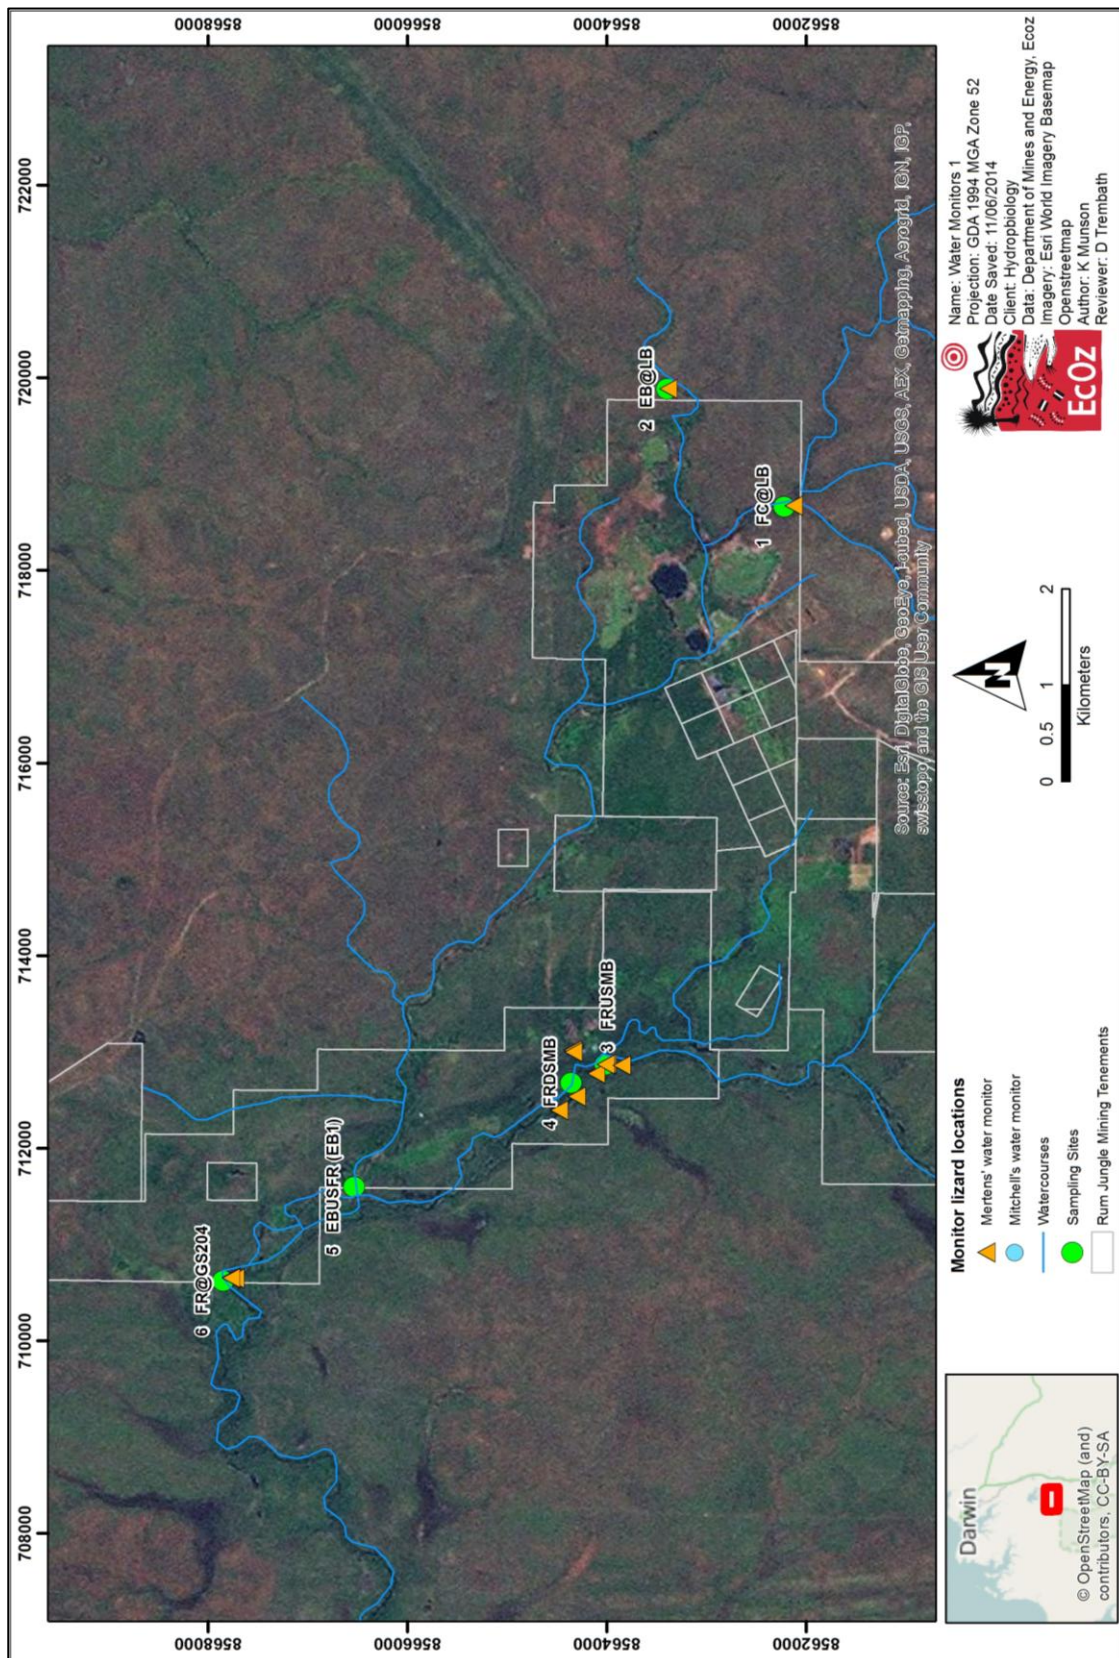 708000
710000
712000
714000
716000
718000
720000
722000
8568000
8566000
8564000
8562000
8568000
8566000
8564000
8562000
6 FR@GS204
5 EBUSFR (EB1)
4 FRDSMB
3 FRUSMB
2 EB@LB
1 FC@LB
Source: Esri, DigitalGlobe, GeoEye, i-cubed, USDA, USGS, AEX, Getmapping, Aerogrid, IGN, IGP,
swisstopo, and the GIS User Community
Darwin
© OpenStreetMap (and)
contributors, CC-BY-SA
Monitor lizard locations
Mertens' water monitor
Mitchell's water monitor
Watercourses
Sampling Sites
Rum Jungle Mining Tenements
N
0 0.5 1 2
Kilometers
EcOz
Name: Water Monitors 1
Projection: GDA 1994 MGA Zone 52
Date Saved: 11/06/2014
Client: Hydropbiology
Data: Department of Mines and Energy, Ecoz
Imagery: Esri World Imagery Basemap
Openstreetmap
Author: K Munson
Reviewer: D Trembath